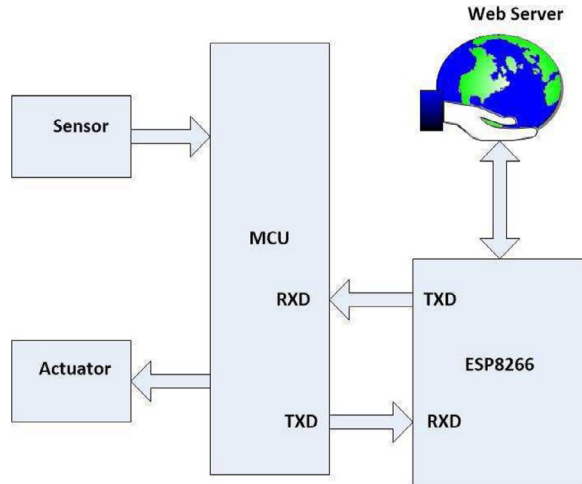 Web Server
Sensor
MCU
RXD
TXD
ESP8266
Actuator
TXD
RXD